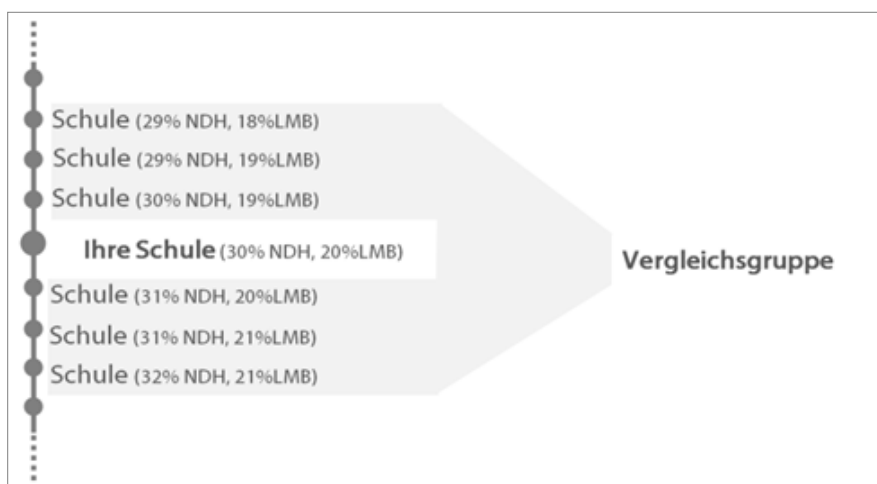 Schule (29% NDH, 18%LMB)
Schule (29% NDH, 19%LMB)
Schule (30% NDH, 19%LMB)
Ihre Schule (30% NDH, 20%LMB)
Vergleichsgruppe
Schule (31% NDH, 20%LMB)
Schule (31% NDH, 21%LMB)
Schule (32% NDH, 21%LMB)